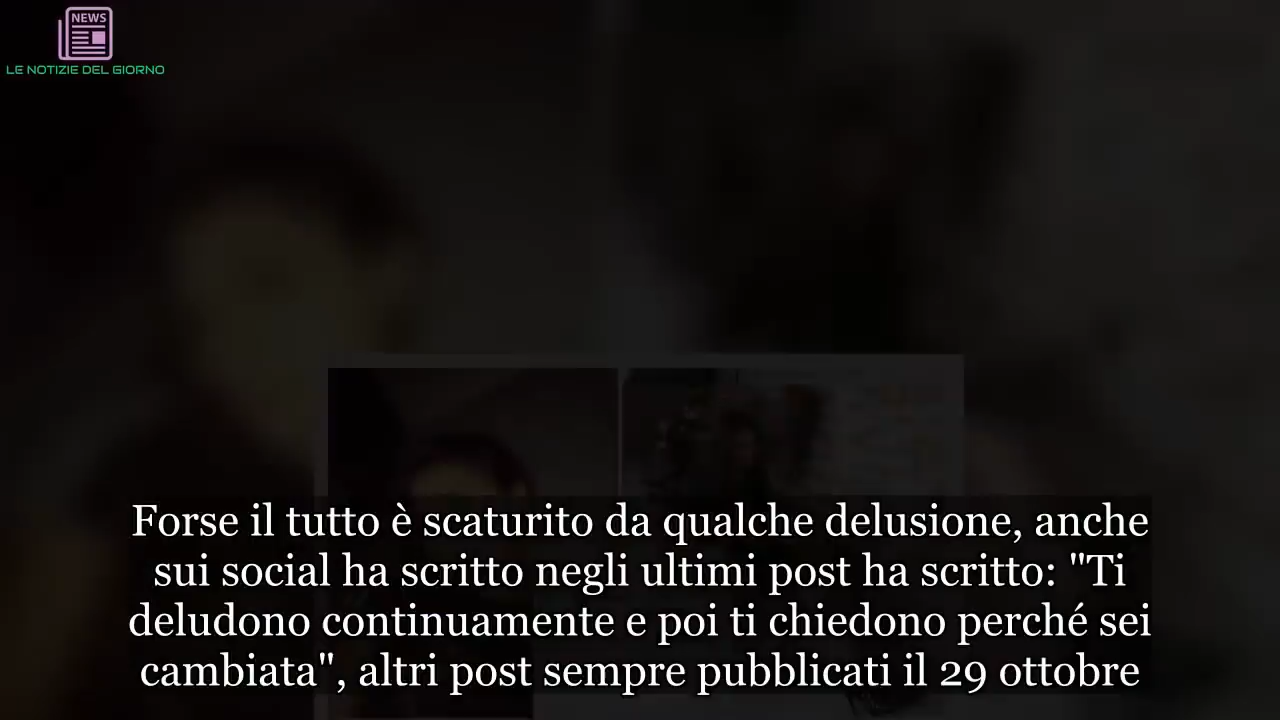 NEWS
LE NOTIZIE DEL GIORNO
Forse il tutto è scaturito da qualche delusione, anche
sui social ha scritto negli ultimi post ha scritto: "Ti
deludono continuamente e poi ti chiedono perché sei
cambiata", altri post sempre pubblicati il 29 ottobre